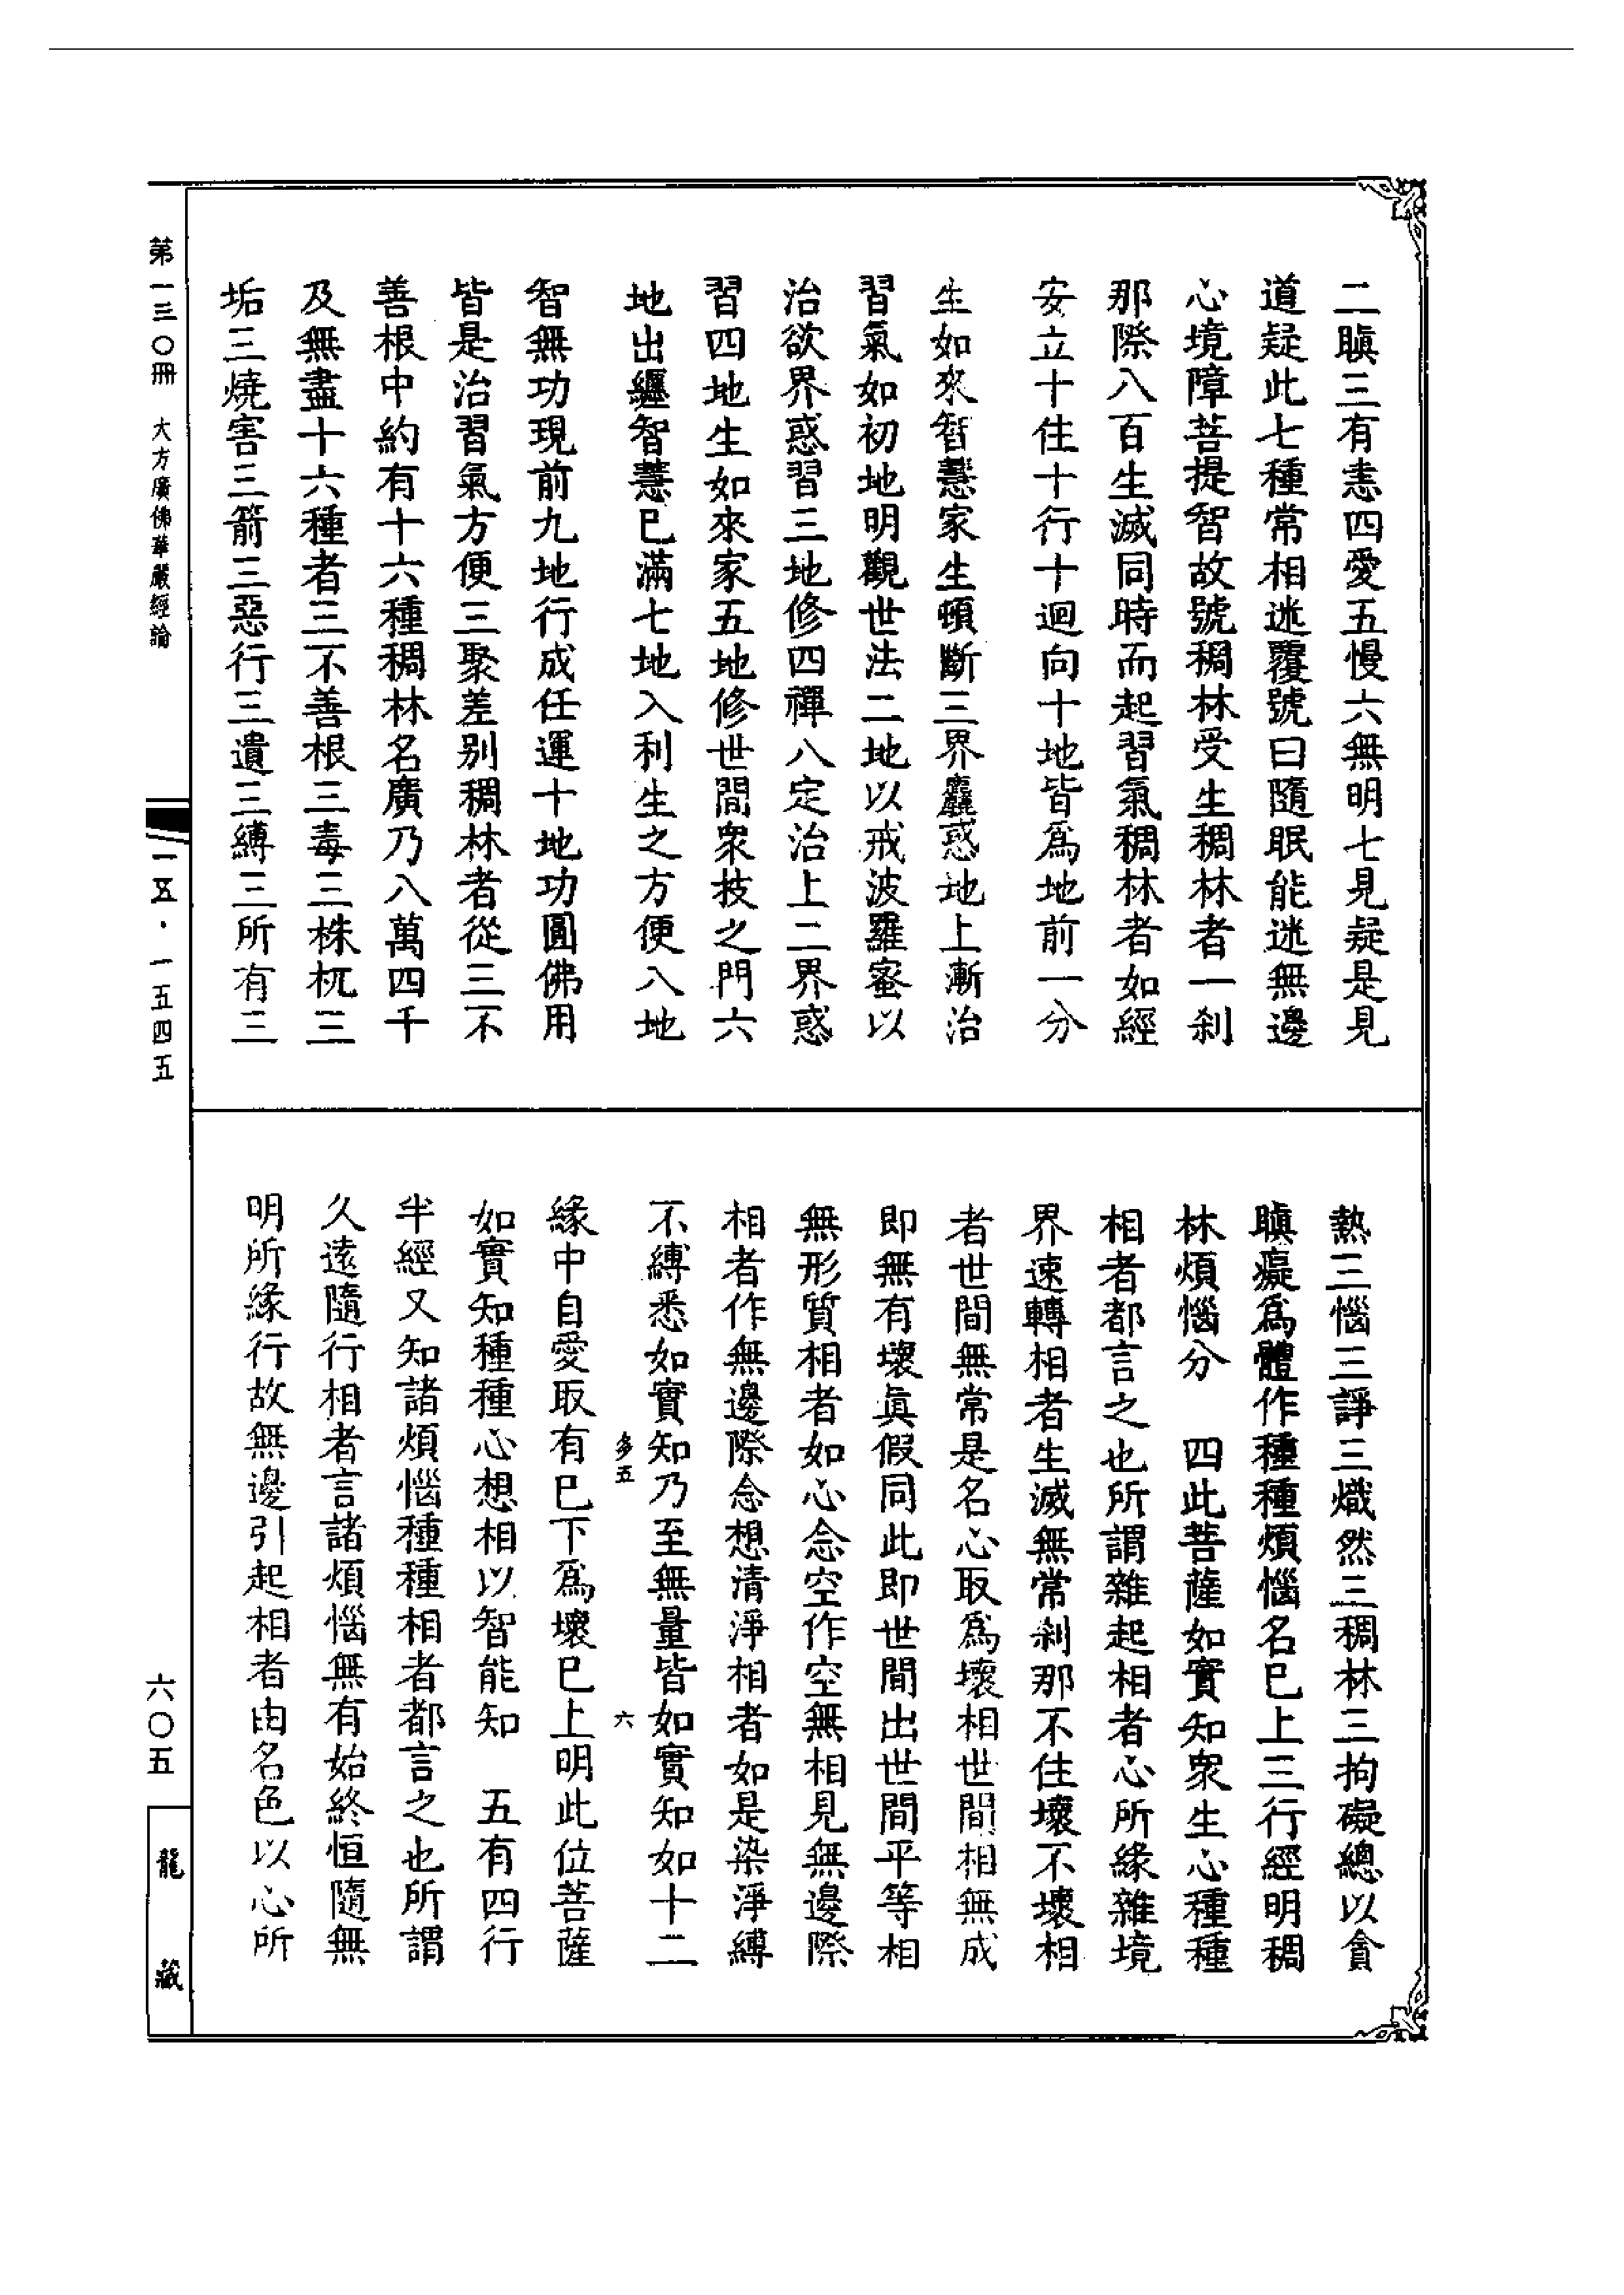 二瞋三有恚四愛五慢六無明七見疑是見
道疑此七種常相迷覆號曰隨眠能迷無邊
心境障菩提智故號稠林受生稠林者一剎
那際八百生滅同時而起習氣稠林者如經
安立十住十行十迴向十地皆爲地前一分
生如來智慧家生頓斷三界麤惑地上漸治
習氣如初地明觀世法二地以戒波羅蜜以
治欲界惑習三地修四禪八定治上二界惑
習四地生如來家五地修世間衆技之門六
地出纒智慧已滿七地入利生之方便八地
智無功現前九地行成任運十地功圓佛用
皆是治習氣方便三聚差别稠林者從三不
善根中約有十六種稠林名廣乃八萬四千
及無盡十六種者三不善根三毒三株杌三
垢三燒害三箭三惡行三遺三縛三所有三
熱三惱三諍三熾然三稠林三拘礙總以貪
瞋癡爲體作種種煩惱名已上三行經明稠
林煩惱分　四此菩薩如實知衆生心種種
相者都言之也所謂雜起相者心所緣雜境
界速轉相者生滅無常剎那不住壞不壞相
者世間無常是名心取爲壞相世間相無成
即無有壞眞假同此即世間出世間平等相
無形質相者如心念空作空無相見無邊際
相者作無邊際念想清淨相者如是染淨縛
不縛悉如實知乃至無量皆如實知如十二
多五　六
緣中自愛取有已下爲壞已上明此位菩薩
如實知種種心想相以智能知　五有四行
半經又知諸煩惱種種相者都言之也所謂
久遠隨行相者言諸煩惱無有始終恒隨無
明所緣行故無邊引起相者由名色以心所
第一三〇冊　大方廣佛華嚴經論
一五·一五四五
六〇五
龍藏